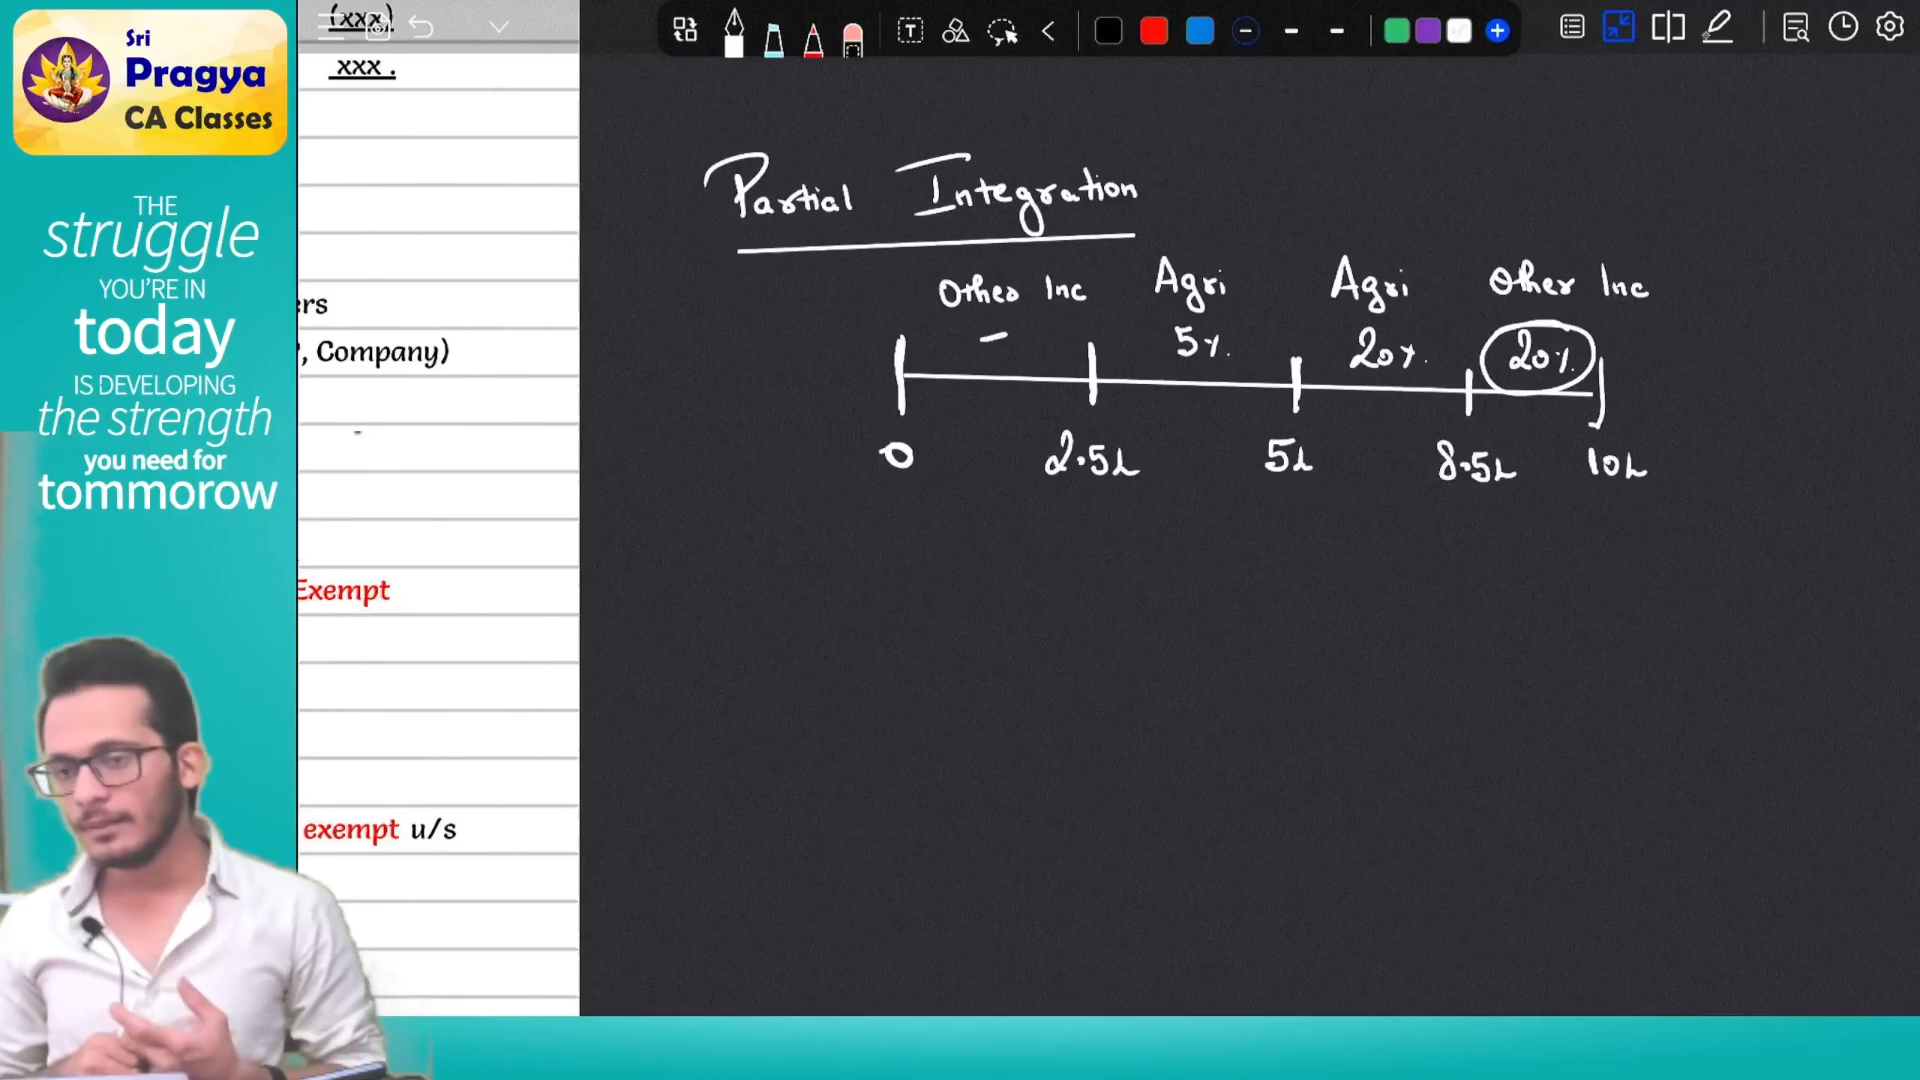 Sri
Pragya
CA Classes
THE
struggle
YOU'RE IN
today
IS DEVELOPING
the strength
you need for
tommorow
(xxx)
xxx .
ers
, Company)
Exempt
exempt u/s
T
Partial Integration
Other Inc Agri Agri Other Inc
- 5%. 20%. 20%.
0 2.5L 5L 8.5L 10L